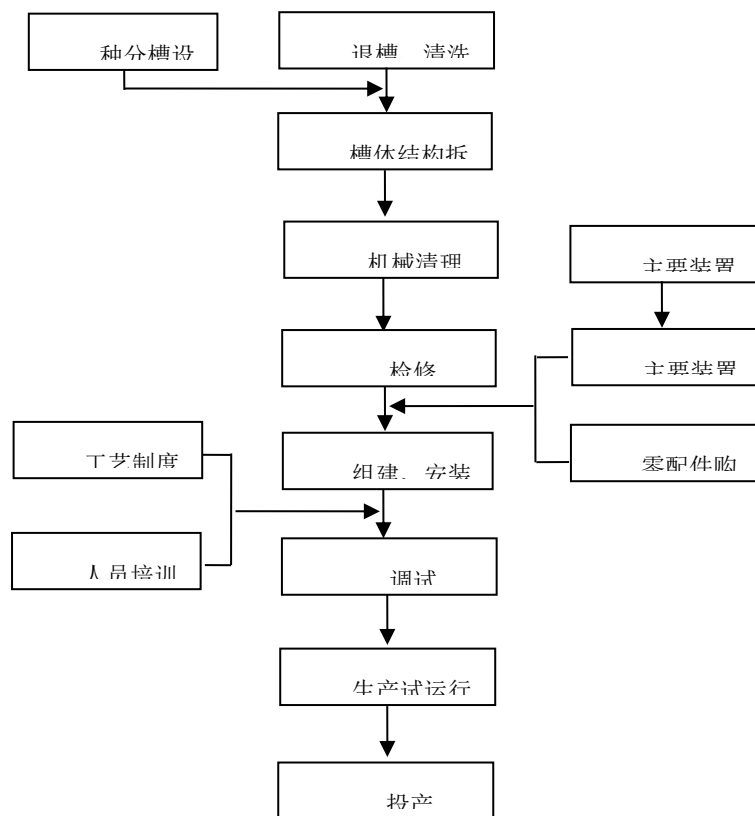 种分槽设
退槽、清洗
槽体结构拆
机械清理
主要装置
检修
主要装置
工艺制度
组建、安装
零配件购
人员培训
调试
生产试运行
投产